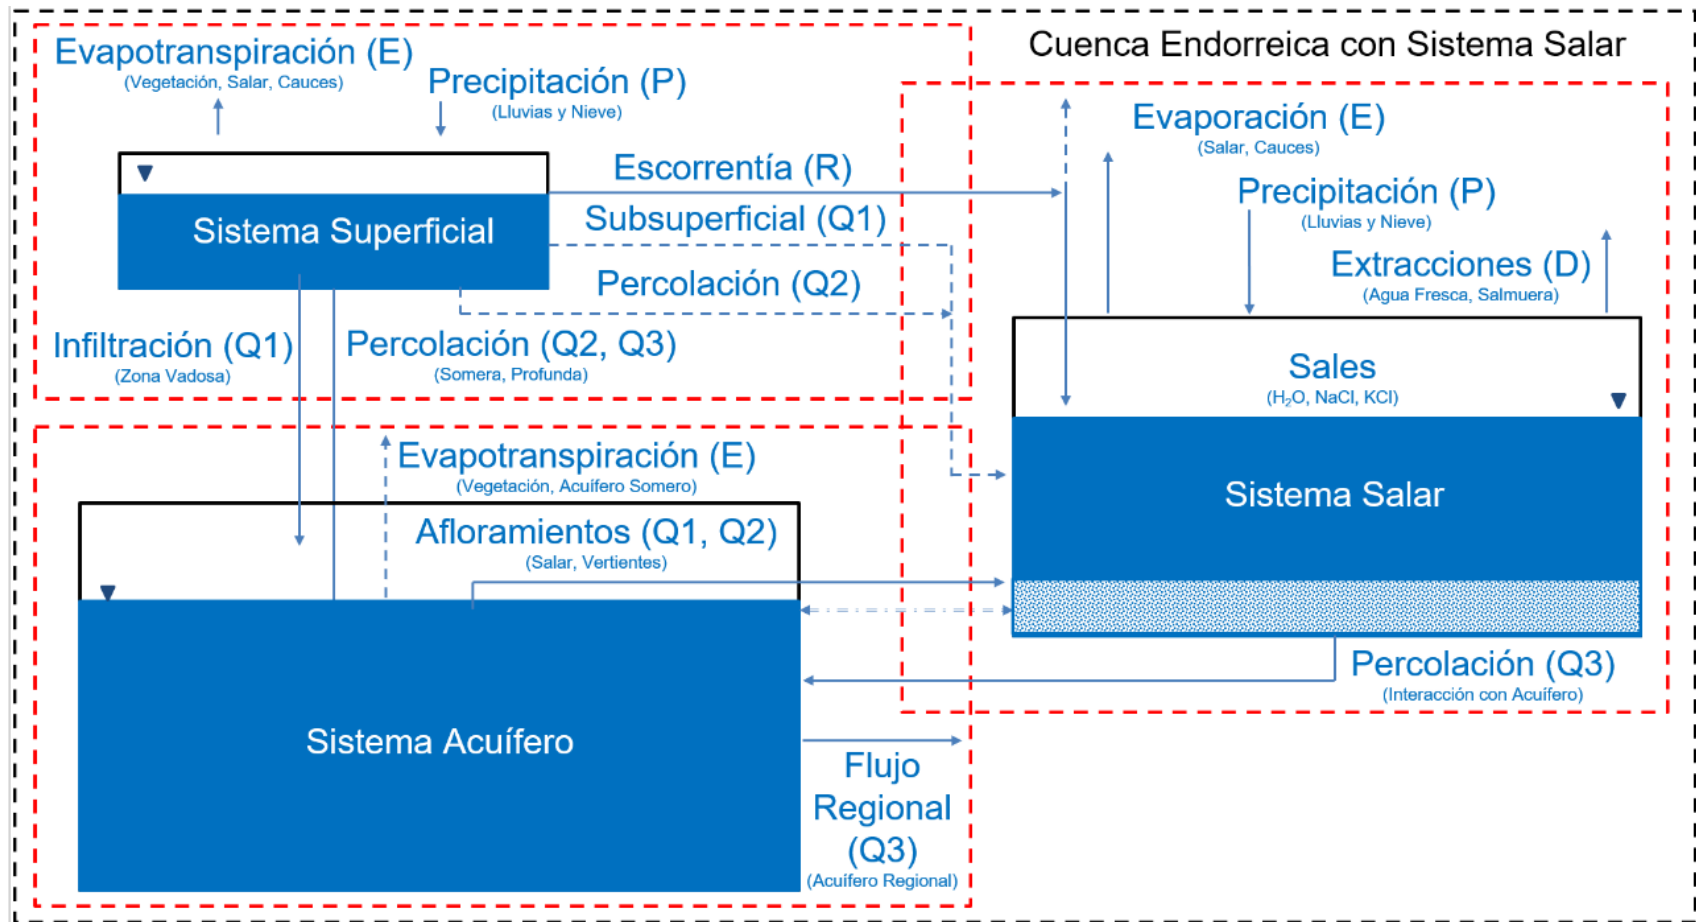 Cuenca Endorreica con Sistema Salar
Evapotranspiración (E)
(Vegetación, Salar, Cauces)
Precipitación (P)
(Lluvias y Nieve)
Sistema Superficial
Escorrentía (R)
Subsuperficial (Q1)
Percolación (Q2)
Infiltración (Q1)
(Zona Vadosa)
Percolación (Q2, Q3)
(Somera, Profunda)
Evaporación (E)
(Salar, Cauces)
Precipitación (P)
(Lluvias y Nieve)
Extracciones (D)
(Agua Fresca, Salmuera)
Sales
(H₂O, NaCl, KCl)
Sistema Salar
Percolación (Q3)
(Interacción con Acuífero)
Evapotranspiración (E)
(Vegetación, Acuífero Somero)
Afloramientos (Q1, Q2)
(Salar, Vertientes)
Sistema Acuífero
Flujo
Regional
(Q3)
(Acuífero Regional)